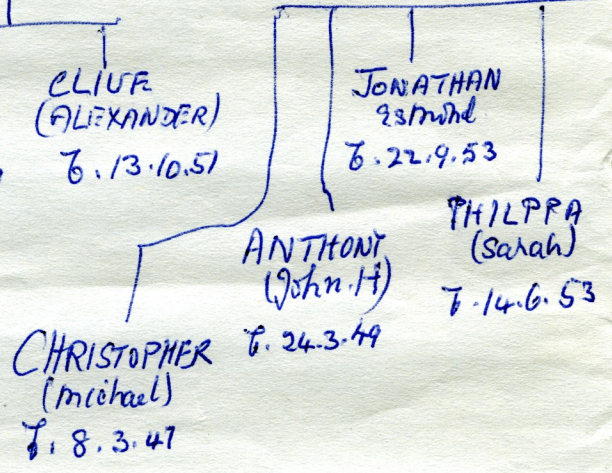 CLIVE
(ALEXANDER)
b. 13.10.51
JONATHAN
Esmond
b. 22.9.53
PHILPPA
(Sarah)
b. 14.6.53
ANTHONY
(John.H)
b. 24.3.49
CHRISTOPHER
(michael)
b. 8.3.47